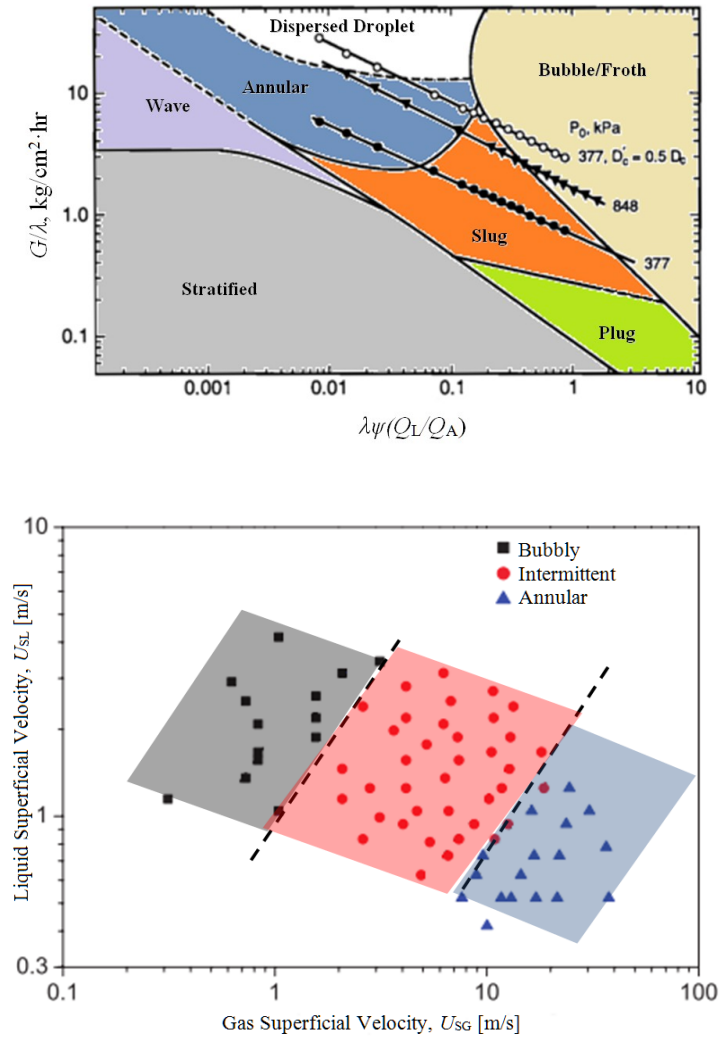 Dispersed Droplet
Bubble/Froth
Annular
Wave
P₀, kPa
377, D'c = 0.5 Dc
848
Slug
377
Stratified
Plug
10
1.0
0.1
G/λ, kg/cm²·hr
0.001
0.01
0.1
1
10
λψ(QL/QA)
10
1
0.3
Liquid Superficial Velocity, USL [m/s]
Bubbly
Intermittent
Annular
0.1
1
10
100
Gas Superficial Velocity, USG [m/s]